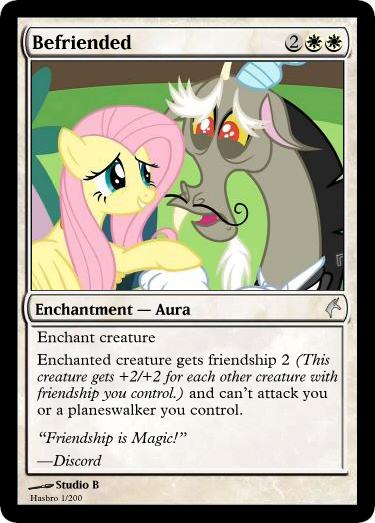 Befriended 2
Enchantment — Aura
Enchant creature
Enchanted creature gets friendship 2 (This
creature gets +2/+2 for each other creature with
friendship you control.) and can't attack you
or a planeswalker you control.
“Friendship is Magic!”
—Discord
Studio B
Hasbro 1/200